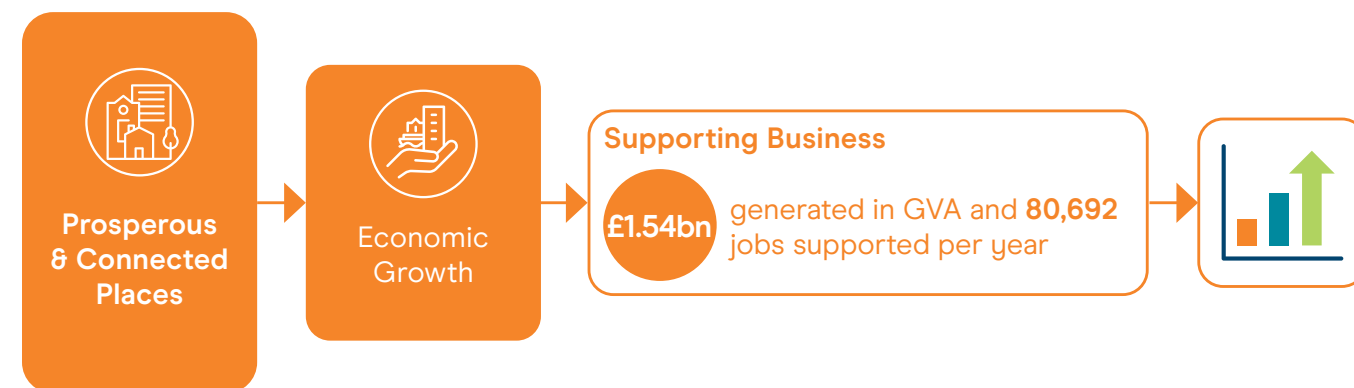 Prosperous
& Connected
Places
Economic
Growth
Supporting Business
£1.54bn
generated in GVA and 80,692
jobs supported per year